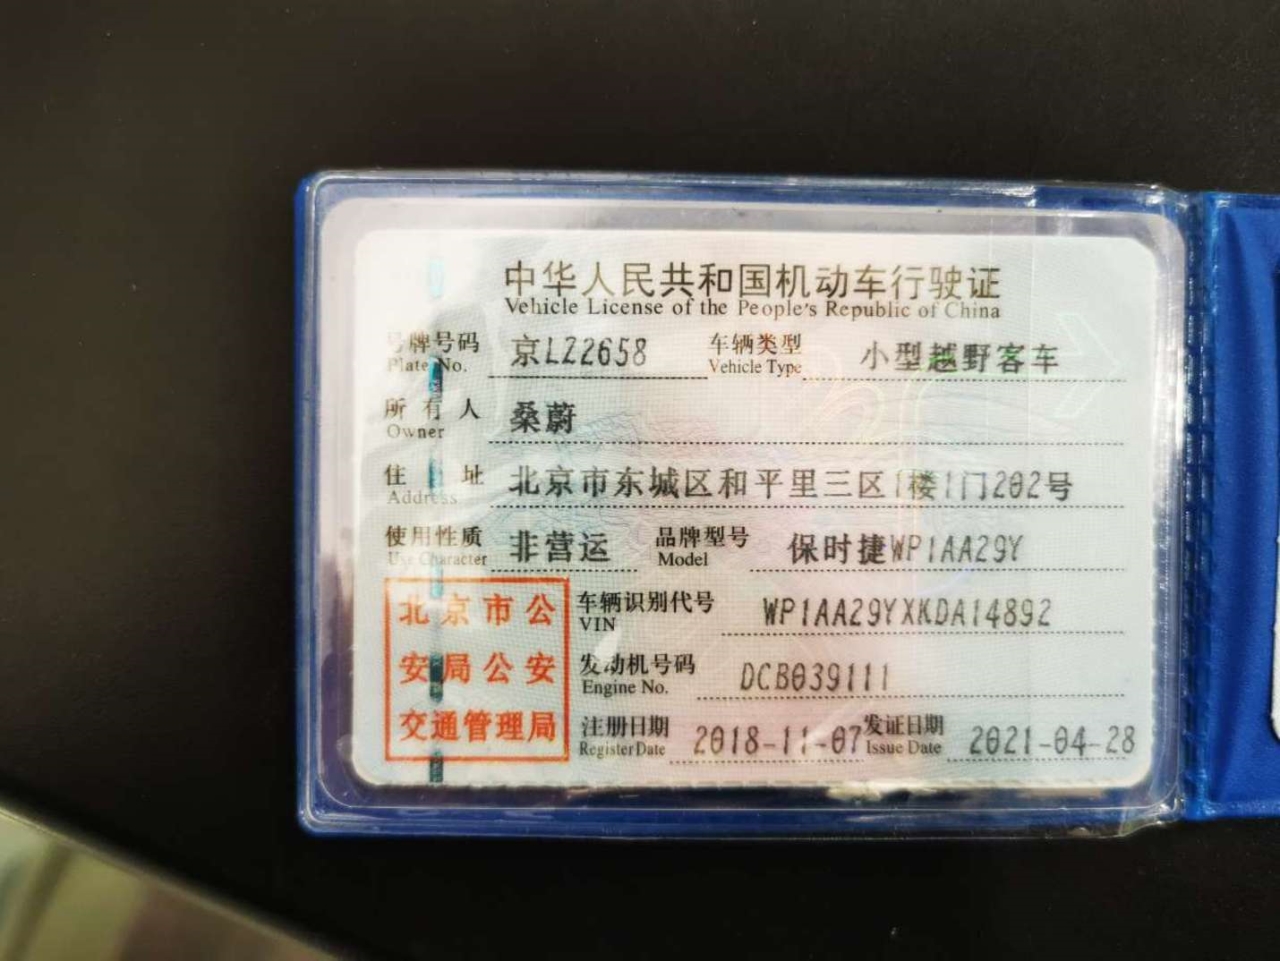 中华人民共和国机动车行驶证
Vehicle License of the People's Republic of China
号牌号码 京LZ2658 车辆类型 小型越野客车
Plate No. Vehicle Type
所有人 桑蔚
Owner
住址 北京市东城区和平里三区1楼1门202号
Address
使用性质 非营运 品牌型号 保时捷WP1AA29Y
Use Character Model
北京市公 车辆识别代号 WP1AA29YXKDA14892
VIN
安局公安 发动机号码 DCB039111
Engine No.
交通管理局 注册日期 2018-11-07 发证日期 2021-04-28
Register Date Issue Date